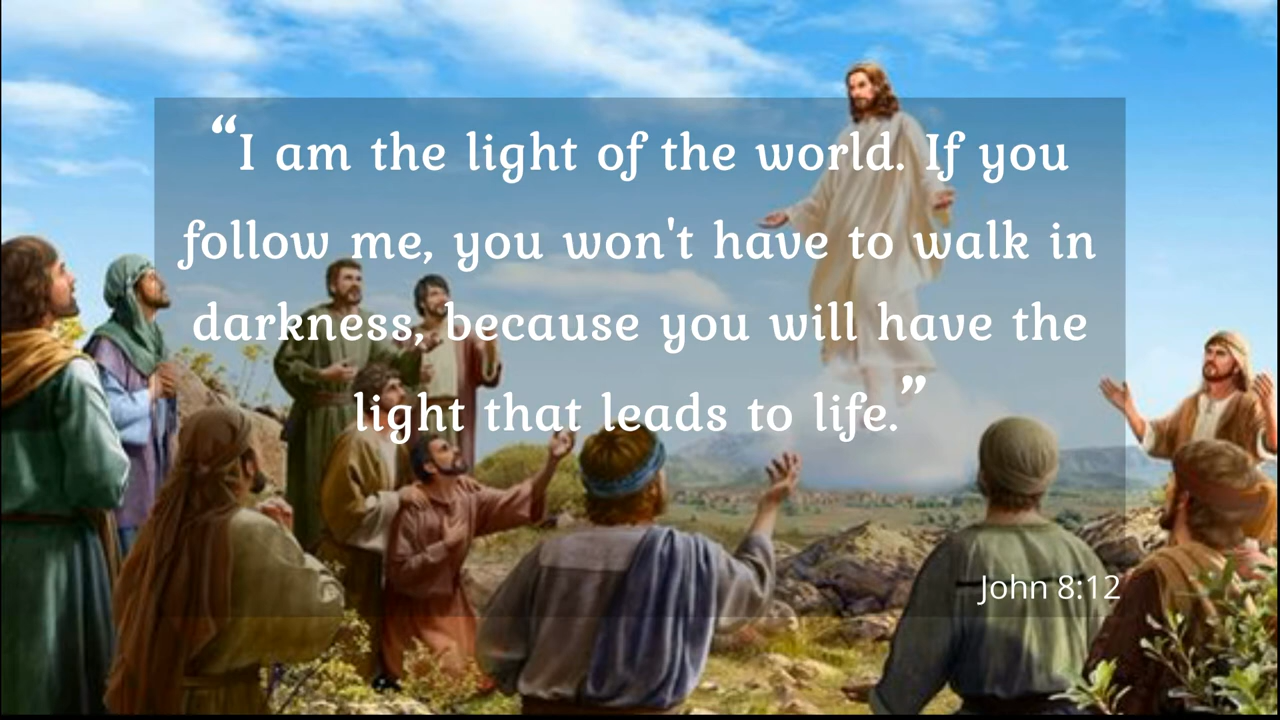 “I am the light of the world. If you
follow me, you won't have to walk in
darkness, because you will have the
light that leads to life.”
John 8:12